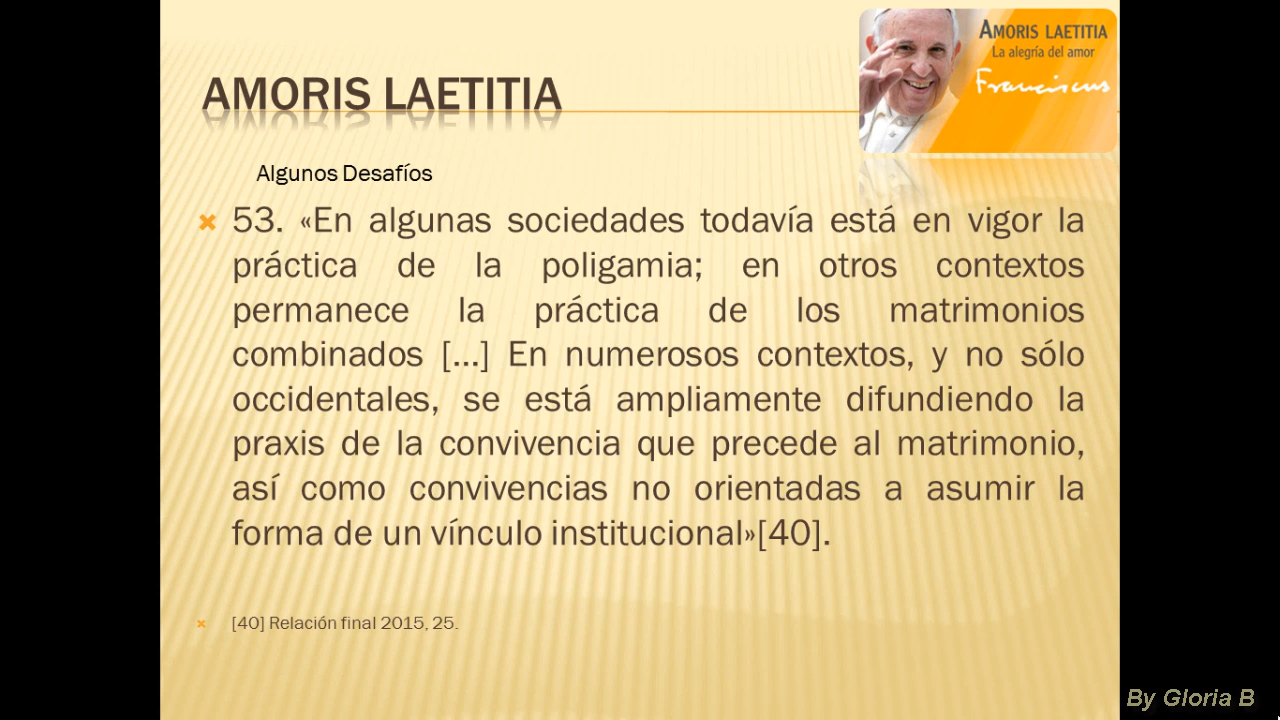 AMORIS LAETITIA
AMORIS LAETITIA
La alegría del amor
Franciscus
Algunos Desafíos
53. «En algunas sociedades todavía está en vigor la
práctica de la poligamia; en otros contextos
permanece la práctica de los matrimonios
combinados [...] En numerosos contextos, y no sólo
occidentales, se está ampliamente difundiendo la
praxis de la convivencia que precede al matrimonio,
así como convivencias no orientadas a asumir la
forma de un vínculo institucional»[40].
[40] Relación final 2015, 25.
By Gloria B